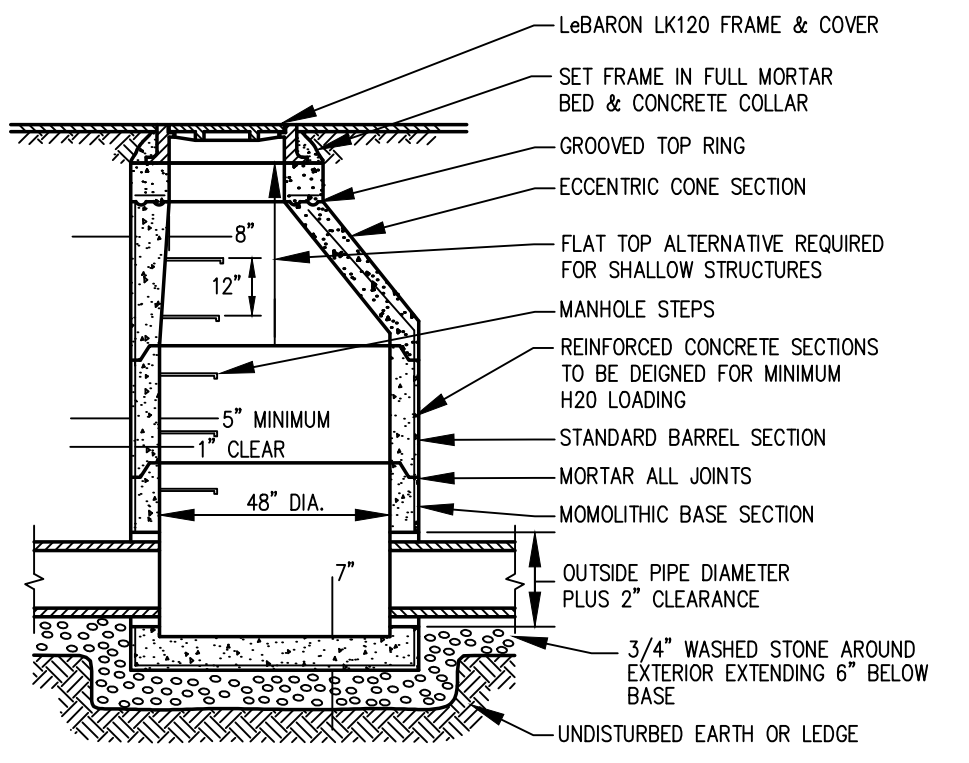 LeBARON LK120 FRAME & COVER
SET FRAME IN FULL MORTAR
BED & CONCRETE COLLAR
GROOVED TOP RING
ECCENTRIC CONE SECTION
8"
FLAT TOP ALTERNATIVE REQUIRED
FOR SHALLOW STRUCTURES
12"
MANHOLE STEPS
REINFORCED CONCRETE SECTIONS
TO BE DEIGNED FOR MINIMUM
H20 LOADING
5" MINIMUM
1" CLEAR
STANDARD BARREL SECTION
MORTAR ALL JOINTS
48" DIA.
MOMOLITHIC BASE SECTION
7"
OUTSIDE PIPE DIAMETER
PLUS 2" CLEARANCE
3/4" WASHED STONE AROUND
EXTERIOR EXTENDING 6" BELOW
BASE
UNDISTURBED EARTH OR LEDGE